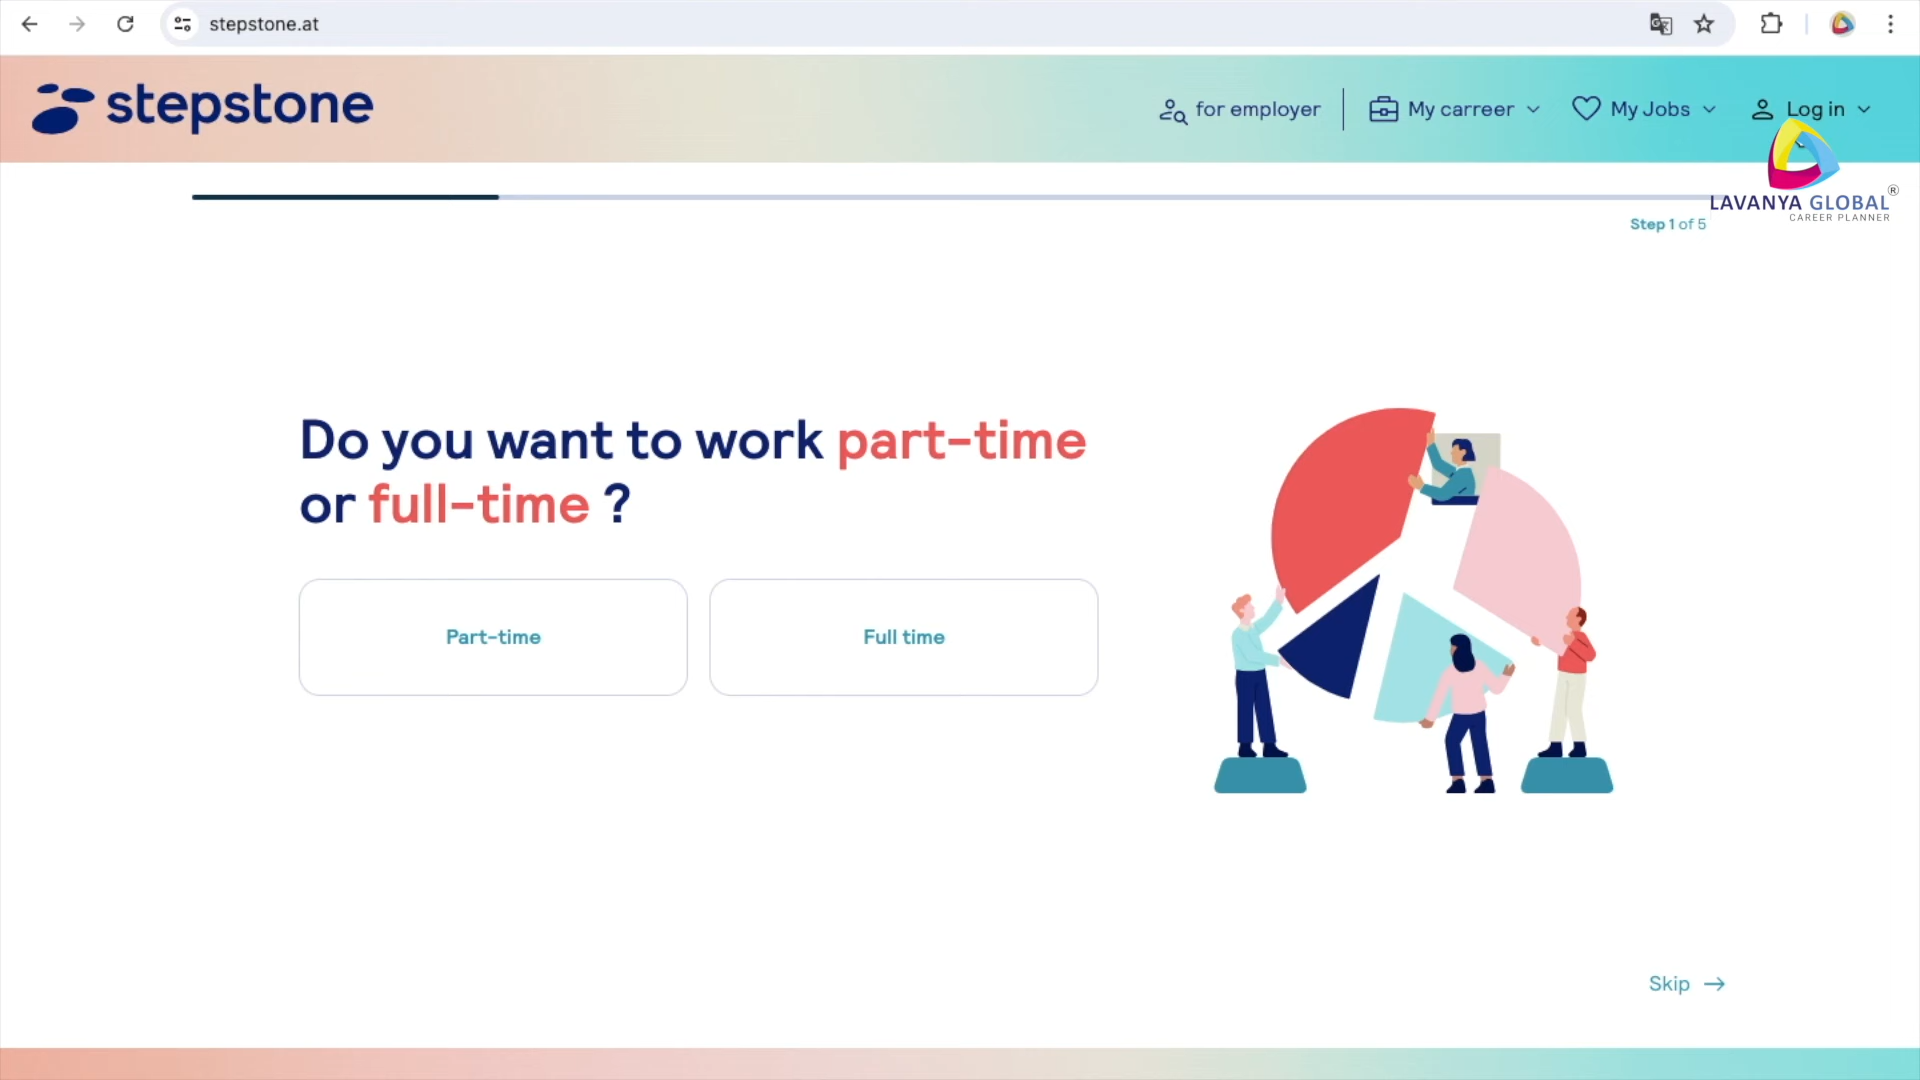 stepstone.at
stepstone
for employer
My carreer
My Jobs
Log in
LAVANYA GLOBAL®
CAREER PLANNER
Step 1 of 5
Do you want to work part-time
or full-time ?
Part-time
Full time
Skip